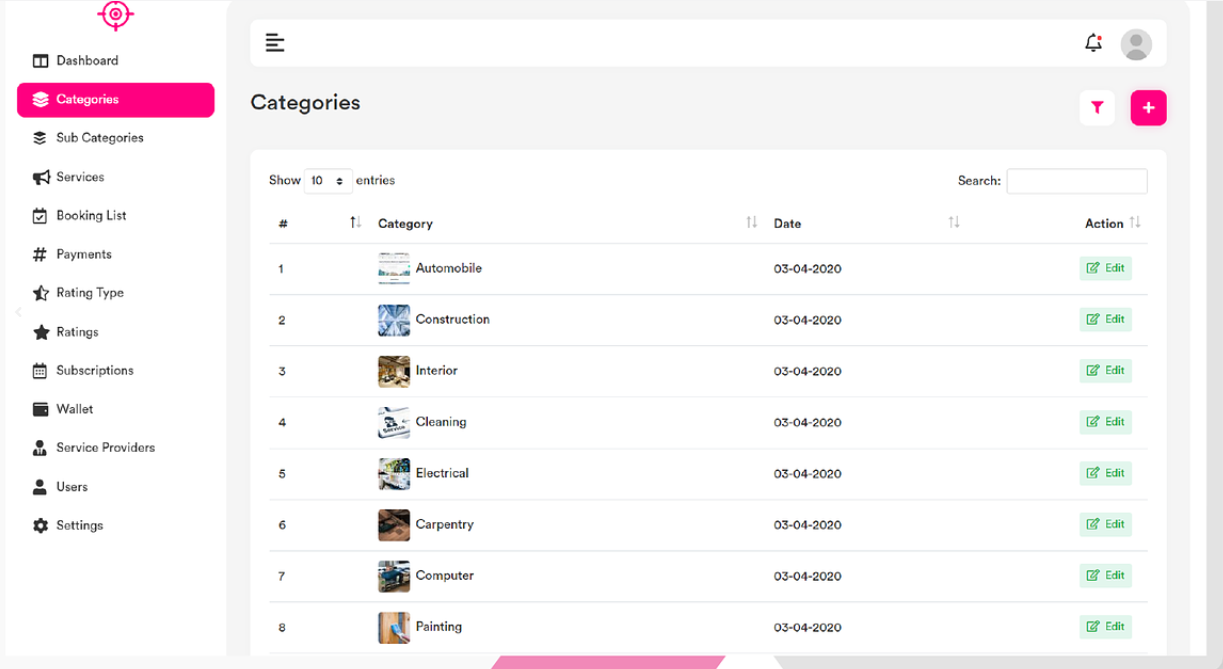 Dashboard
Categories
Sub Categories
Services
Booking List
Payments
Rating Type
Ratings
Subscriptions
Wallet
Service Providers
Users
Settings
Categories
+
Show 10 entries
Search:
# Category Date Action
1 Automobile 03-04-2020 Edit
2 Construction 03-04-2020 Edit
3 Interior 03-04-2020 Edit
4 Cleaning 03-04-2020 Edit
5 Electrical 03-04-2020 Edit
6 Carpentry 03-04-2020 Edit
7 Computer 03-04-2020 Edit
8 Painting 03-04-2020 Edit